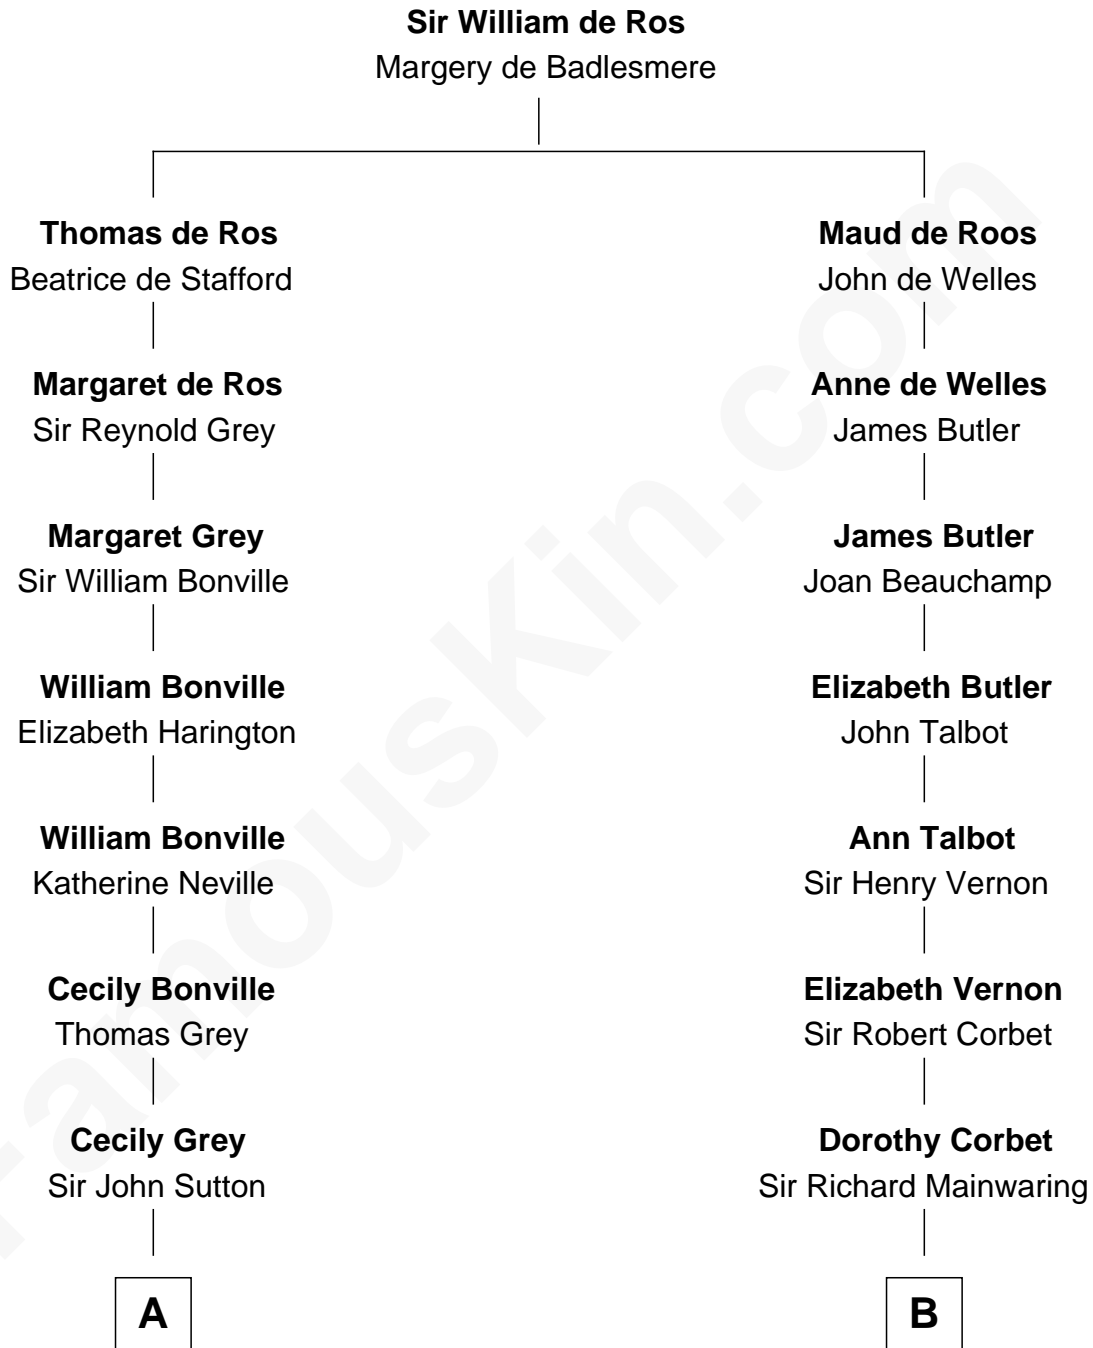 Sir William de Ros
Margery de Badlesmere
Thomas de Ros
Beatrice de Stafford
Maud de Roos
John de Welles
Margaret de Ros
Sir Reynold Grey
Anne de Welles
James Butler
Margaret Grey
Sir William Bonville
James Butler
Joan Beauchamp
William Bonville
Elizabeth Harington
Elizabeth Butler
John Talbot
William Bonville
Katherine Neville
Ann Talbot
Sir Henry Vernon
Cecily Bonville
Thomas Grey
Elizabeth Vernon
Sir Robert Corbet
Cecily Grey
Sir John Sutton
Dorothy Corbet
Sir Richard Mainwaring
A
B
FamousKin.com